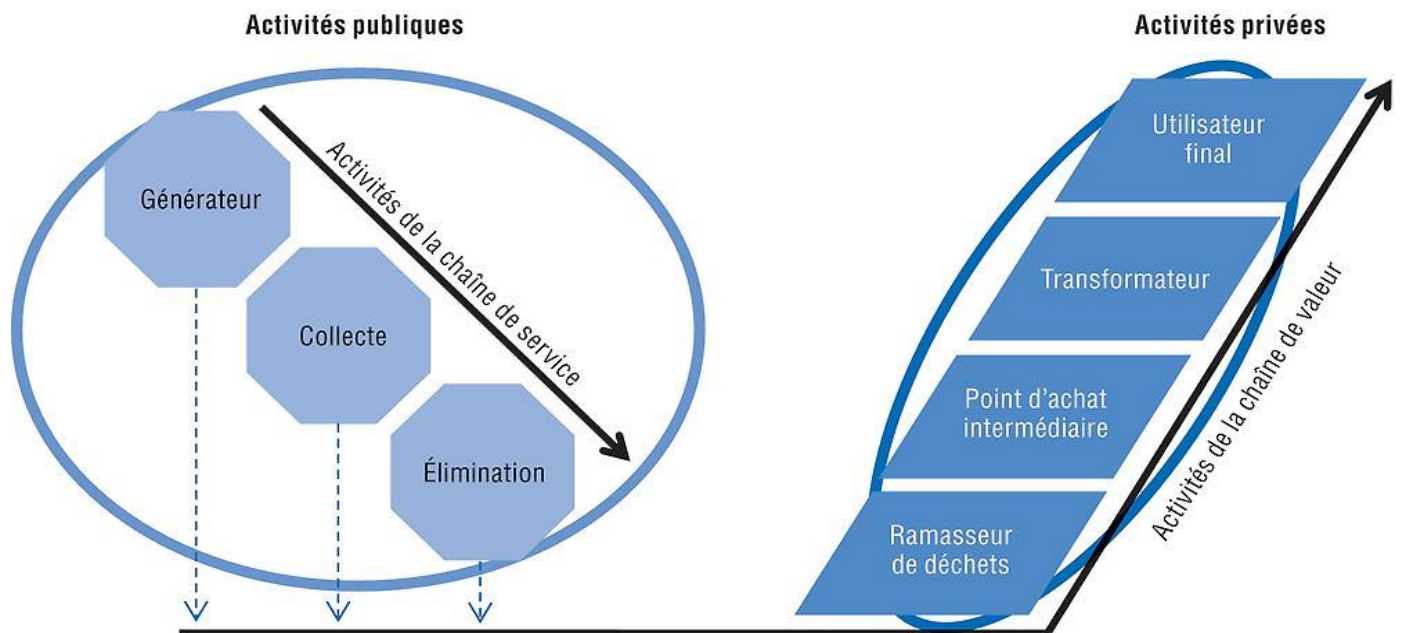 Activités publiques
Générateur
Collecte
Élimination
Activités de la chaîne de service
Activités privées
Utilisateur
final
Transformateur
Point d'achat
intermédiaire
Ramasseur
de déchets
Activités de la chaîne de valeur